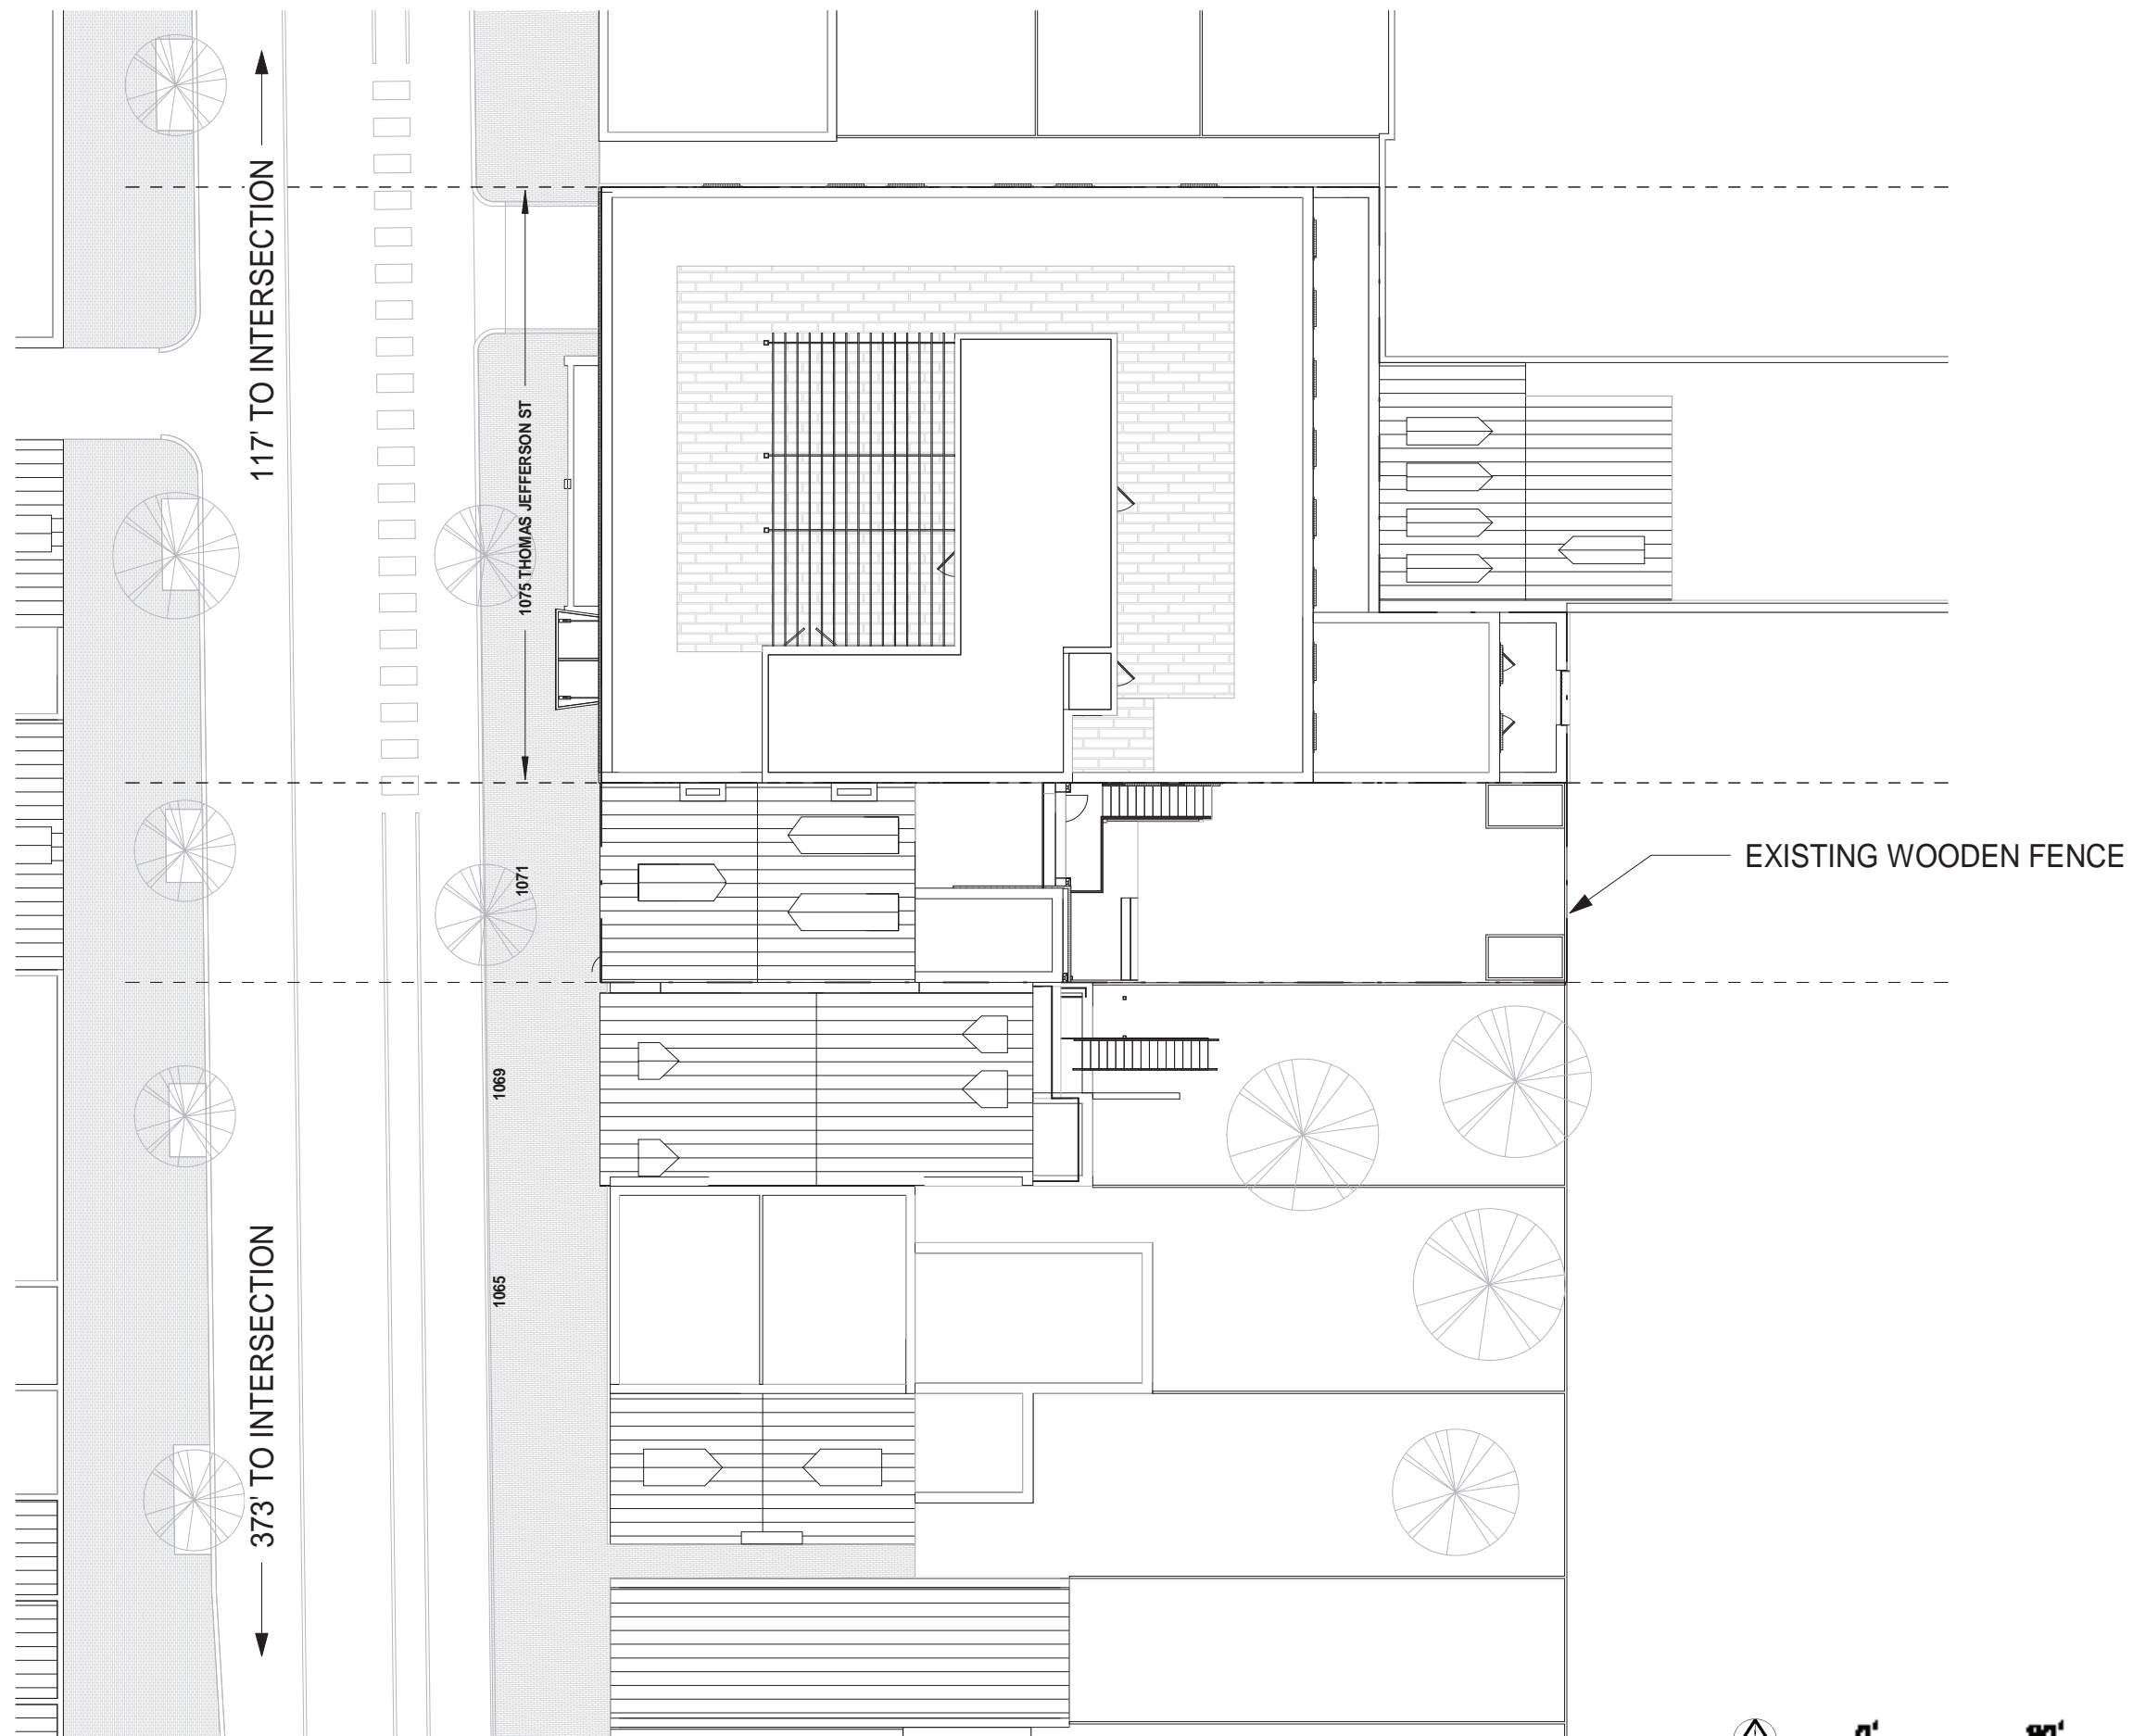 117' TO INTERSECTION
1075 THOMAS JEFFERSON ST
1071
EXISTING WOODEN FENCE
1069
1065
373' TO INTERSECTION